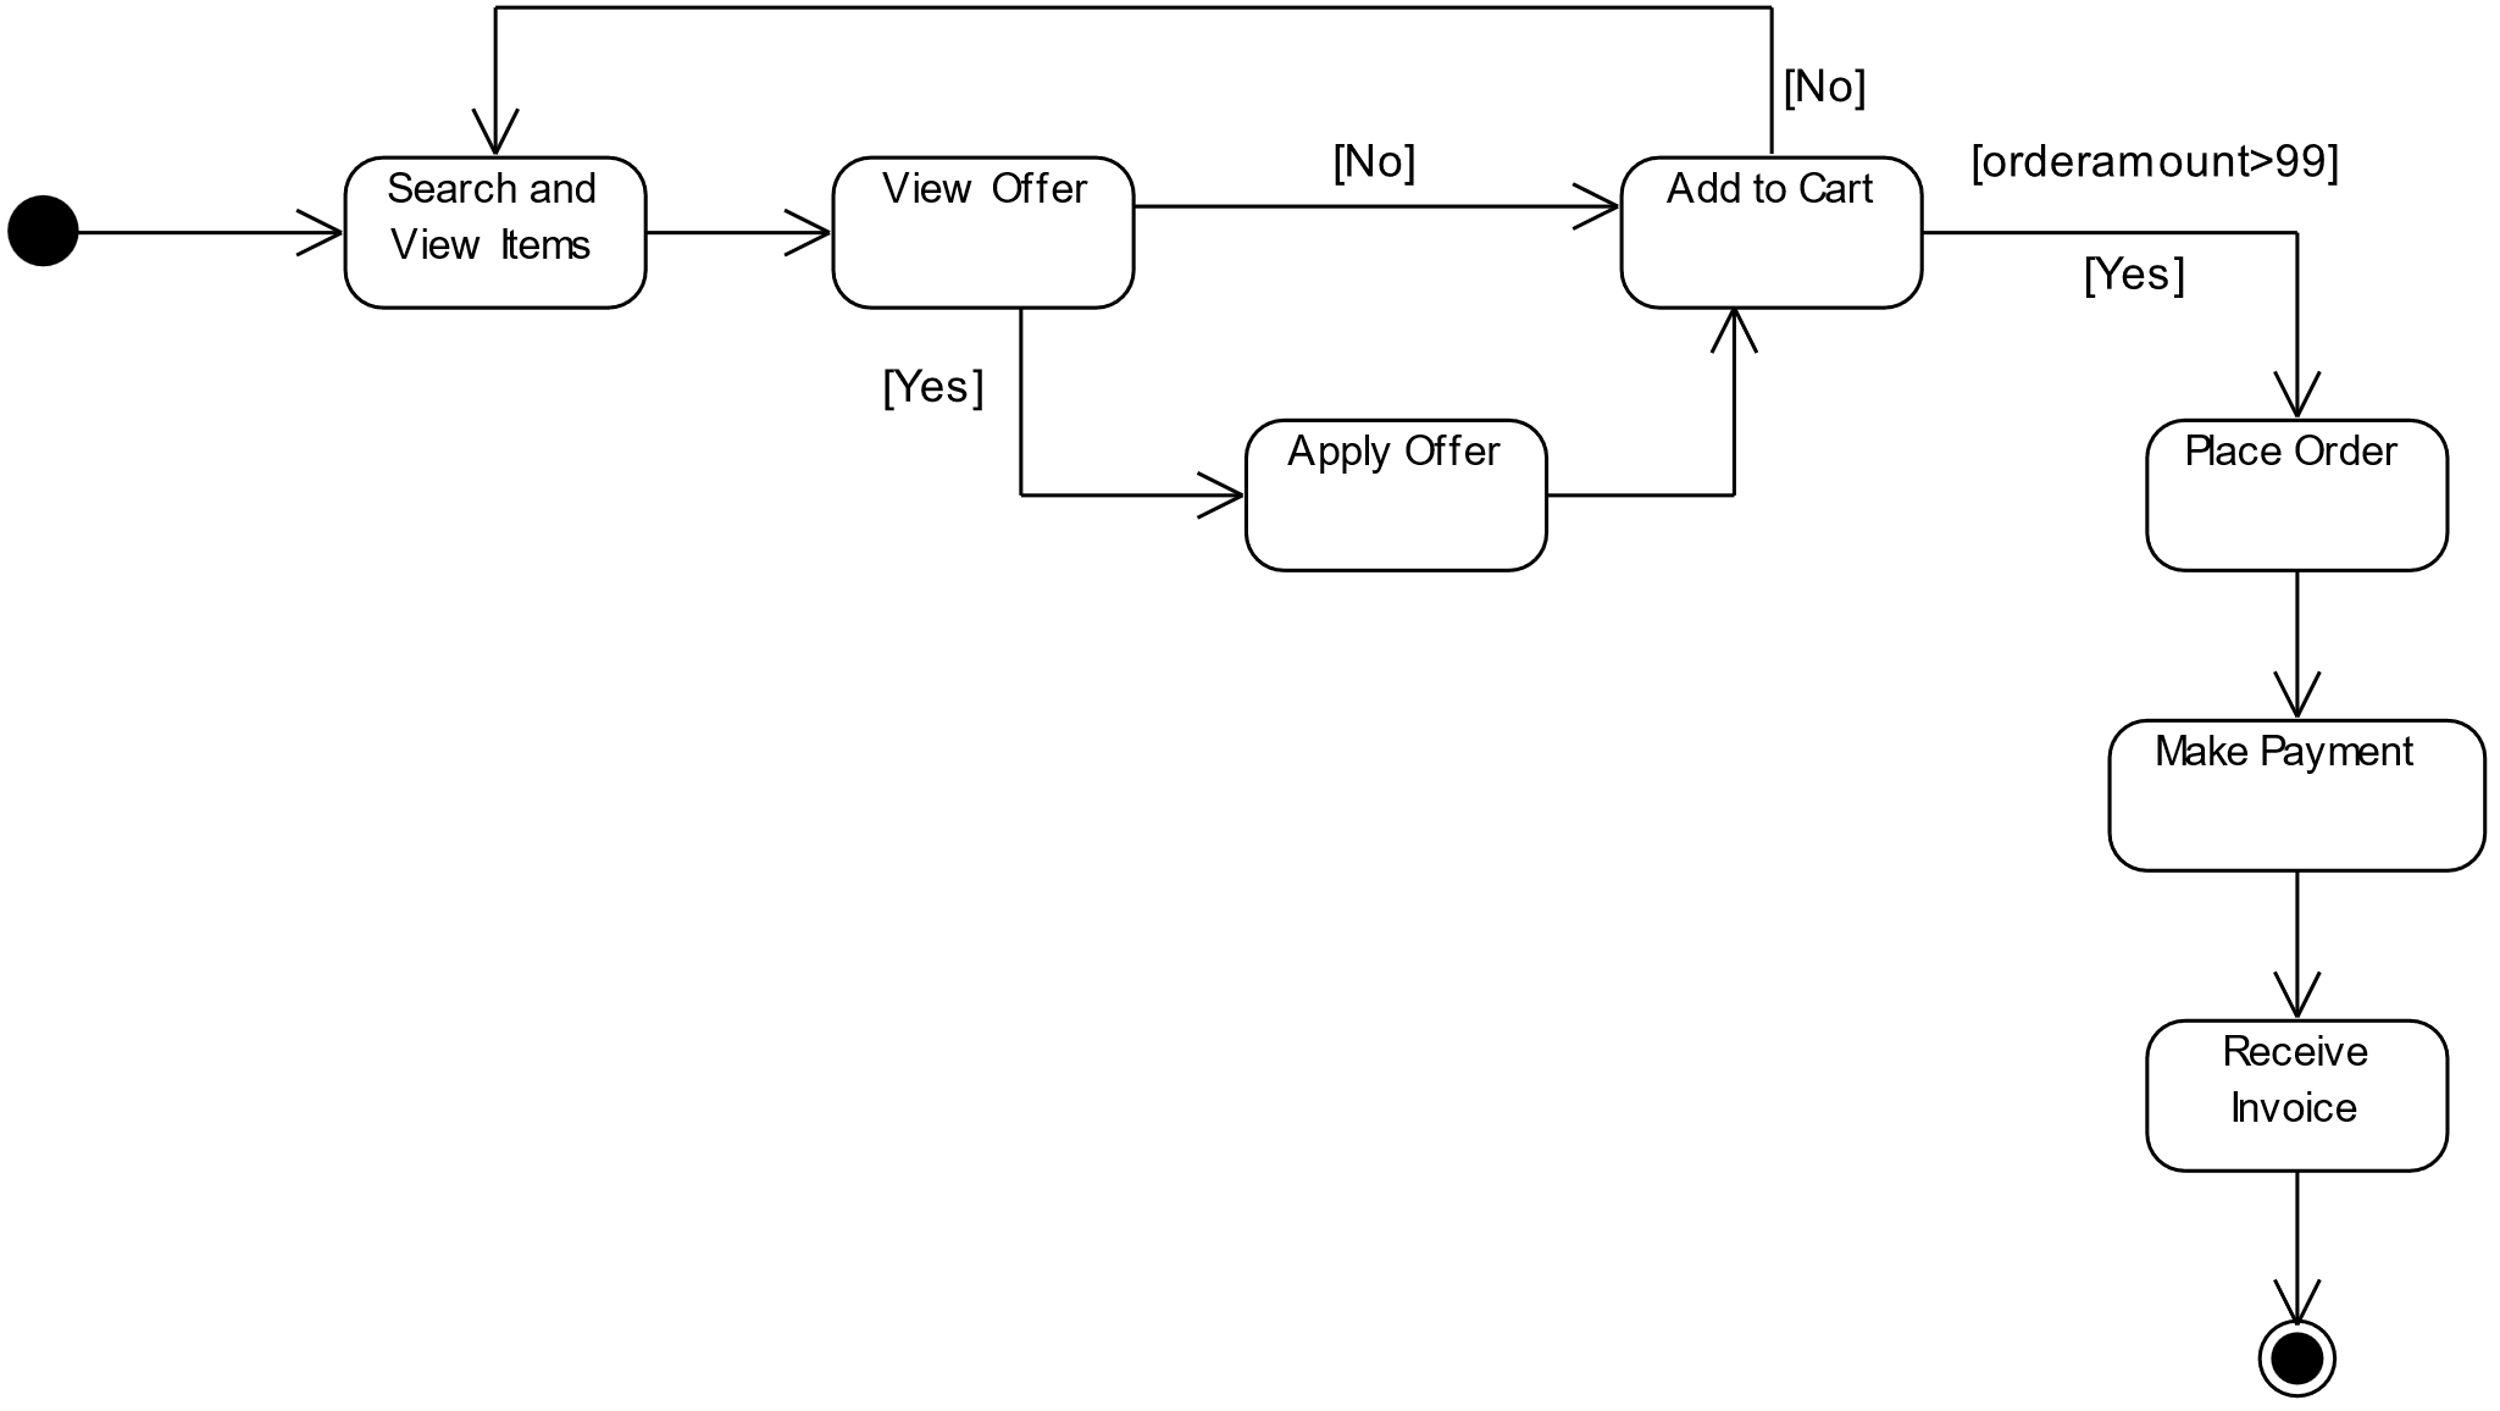 [No]
[No]
[orderamount>99]
Search and
View Items
View Offer
Add to Cart
[Yes]
[Yes]
Apply Offer
Place Order
Make Payment
Receive
Invoice